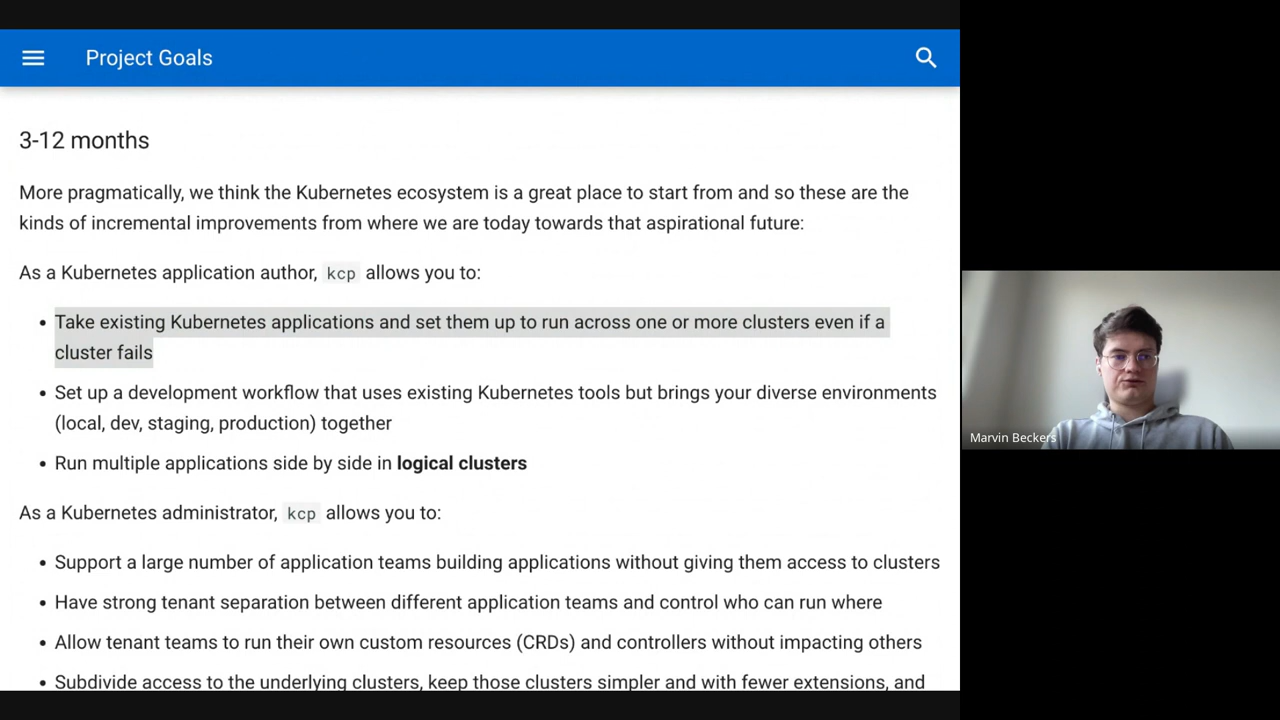 Project Goals
3-12 months
More pragmatically, we think the Kubernetes ecosystem is a great place to start from and so these are the
kinds of incremental improvements from where we are today towards that aspirational future:
As a Kubernetes application author, kcp allows you to:
• Take existing Kubernetes applications and set them up to run across one or more clusters even if a
cluster fails
• Set up a development workflow that uses existing Kubernetes tools but brings your diverse environments
(local, dev, staging, production) together
• Run multiple applications side by side in logical clusters
As a Kubernetes administrator, kcp allows you to:
• Support a large number of application teams building applications without giving them access to clusters
• Have strong tenant separation between different application teams and control who can run where
• Allow tenant teams to run their own custom resources (CRDs) and controllers without impacting others
• Subdivide access to the underlying clusters, keep those clusters simpler and with fewer extensions, and
Marvin Beckers